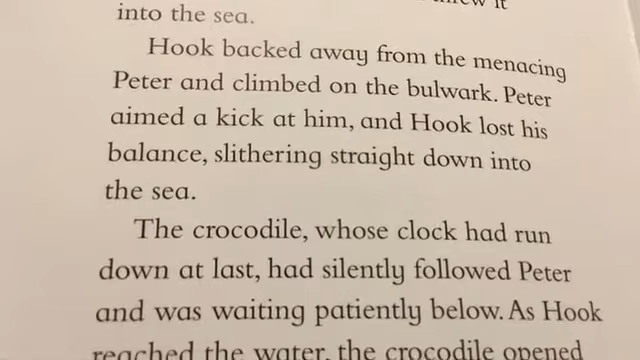 it
into the sea.
Hook backed away from the menacing
Peter and climbed on the bulwark. Peter
aimed a kick at him, and Hook lost his
balance, slithering straight down into
the sea.
The crocodile, whose clock had run
down at last, had silently followed Peter
and was waiting patiently below. As Hook
reached the water, the crocodile opened